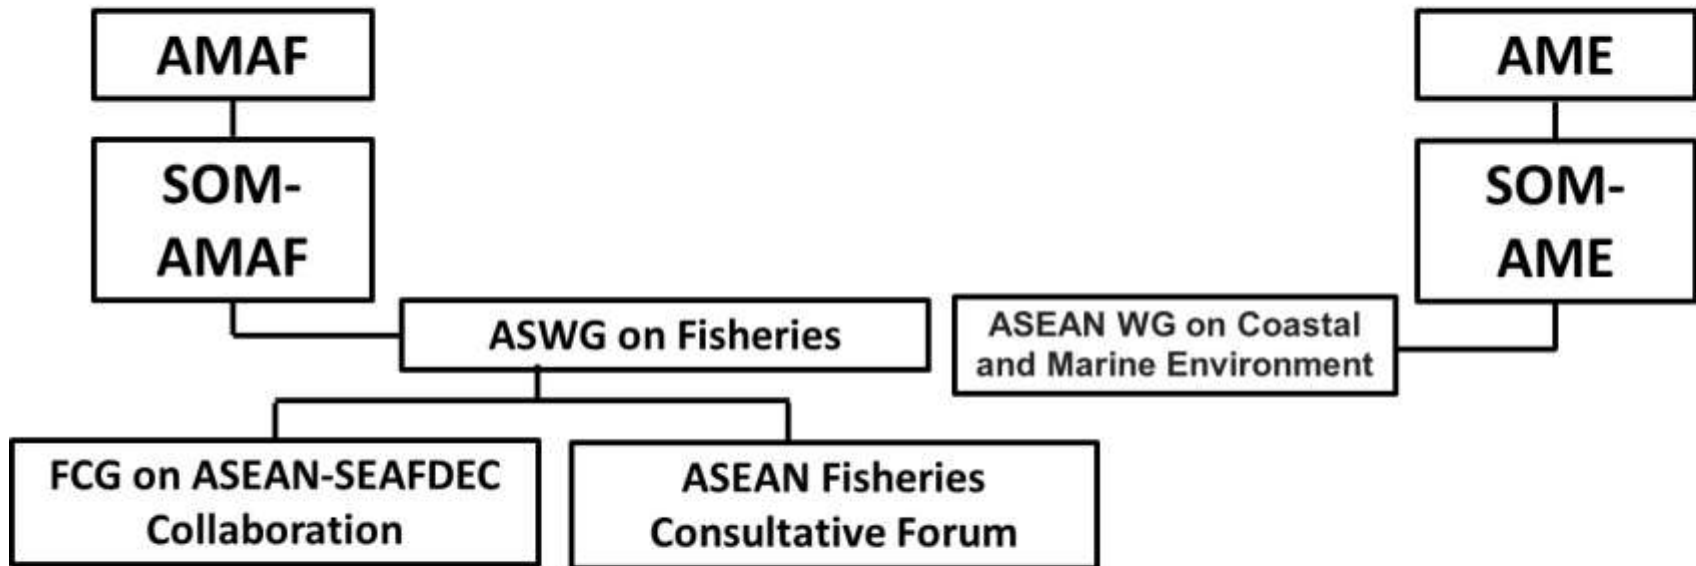 AMAF
AME
SOM-
AMAF
SOM-
AME
ASWG on Fisheries
ASEAN WG on Coastal
and Marine Environment
FCG on ASEAN-SEAFDEC
Collaboration
ASEAN Fisheries
Consultative Forum